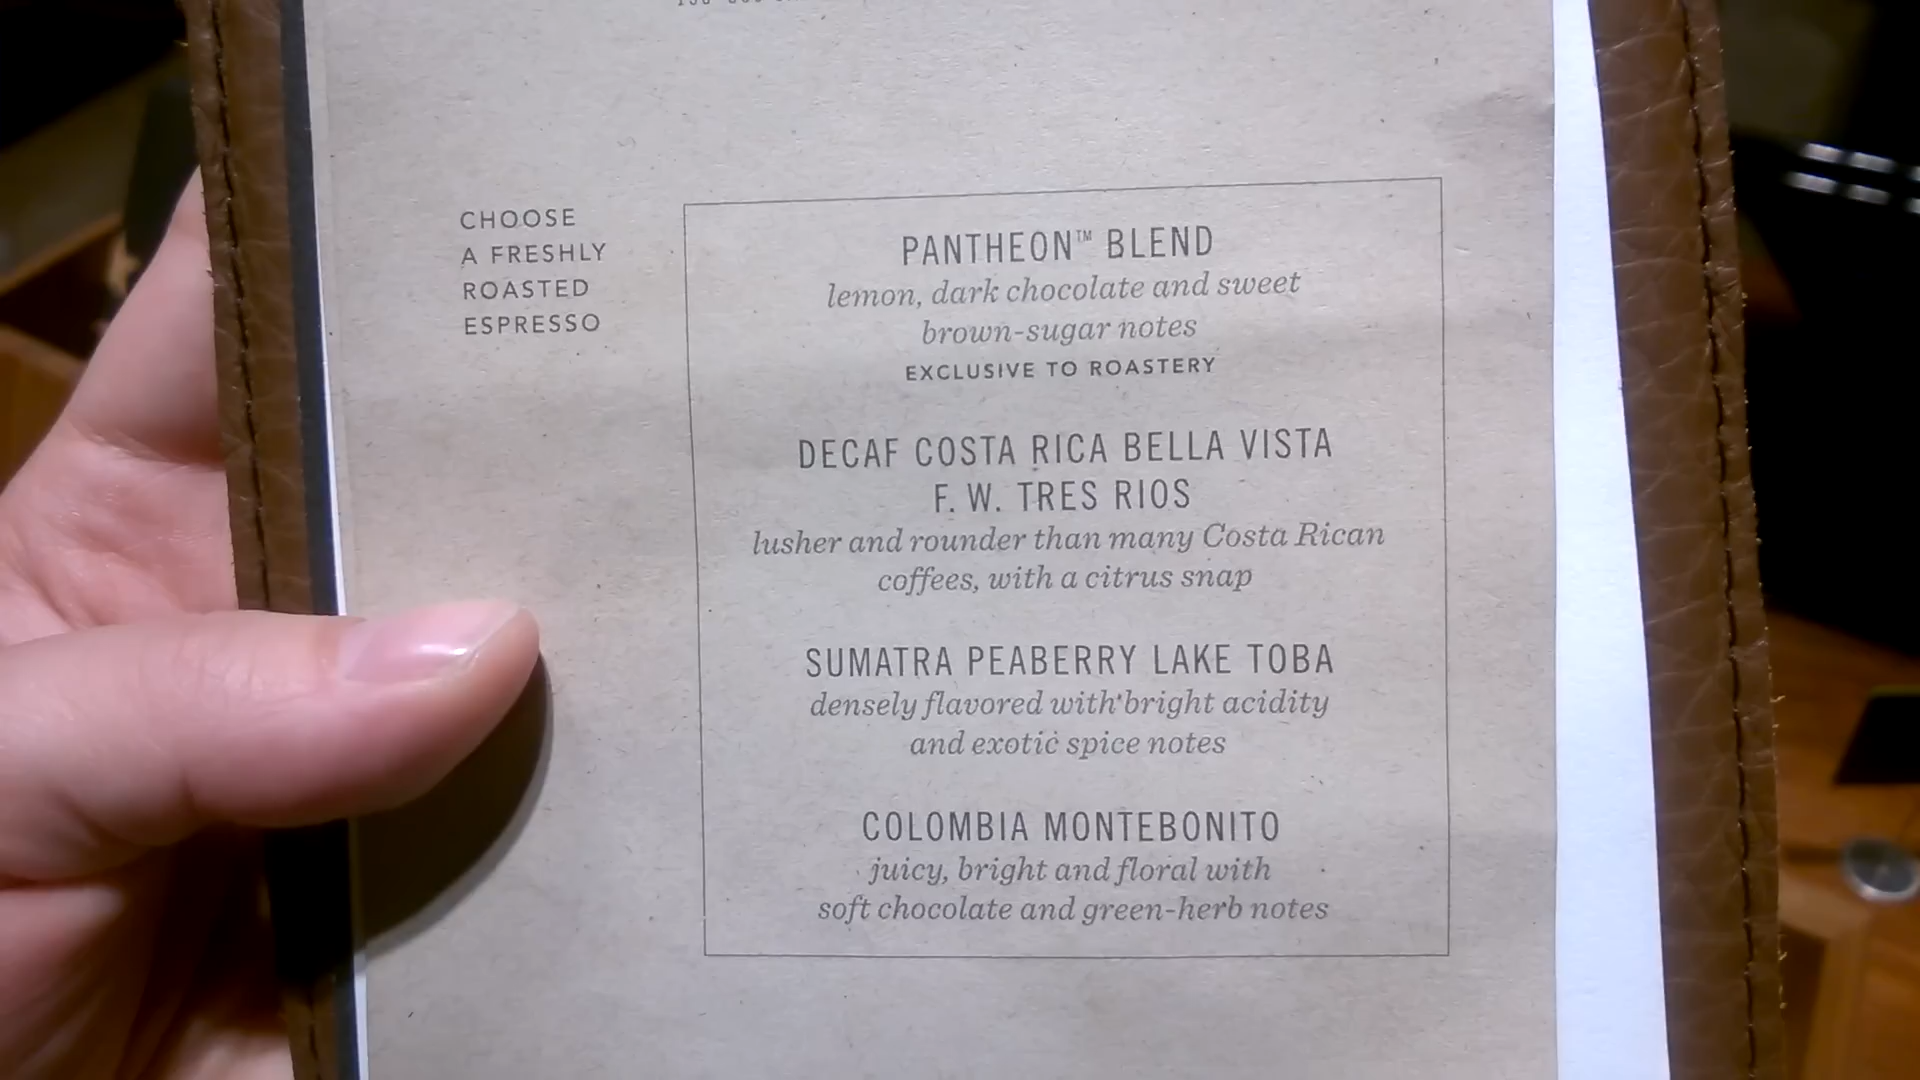 CHOOSE
A FRESHLY
ROASTED
ESPRESSO
PANTHEON™ BLEND
lemon, dark chocolate and sweet
brown-sugar notes
EXCLUSIVE TO ROASTERY
DECAF COSTA RICA BELLA VISTA
F. W. TRES RIOS
lusher and rounder than many Costa Rican
coffees, with a citrus snap
SUMATRA PEABERRY LAKE TOBA
densely flavored with bright acidity
and exotic spice notes
COLOMBIA MONTEBONITO
juicy, bright and floral with
soft chocolate and green-herb notes